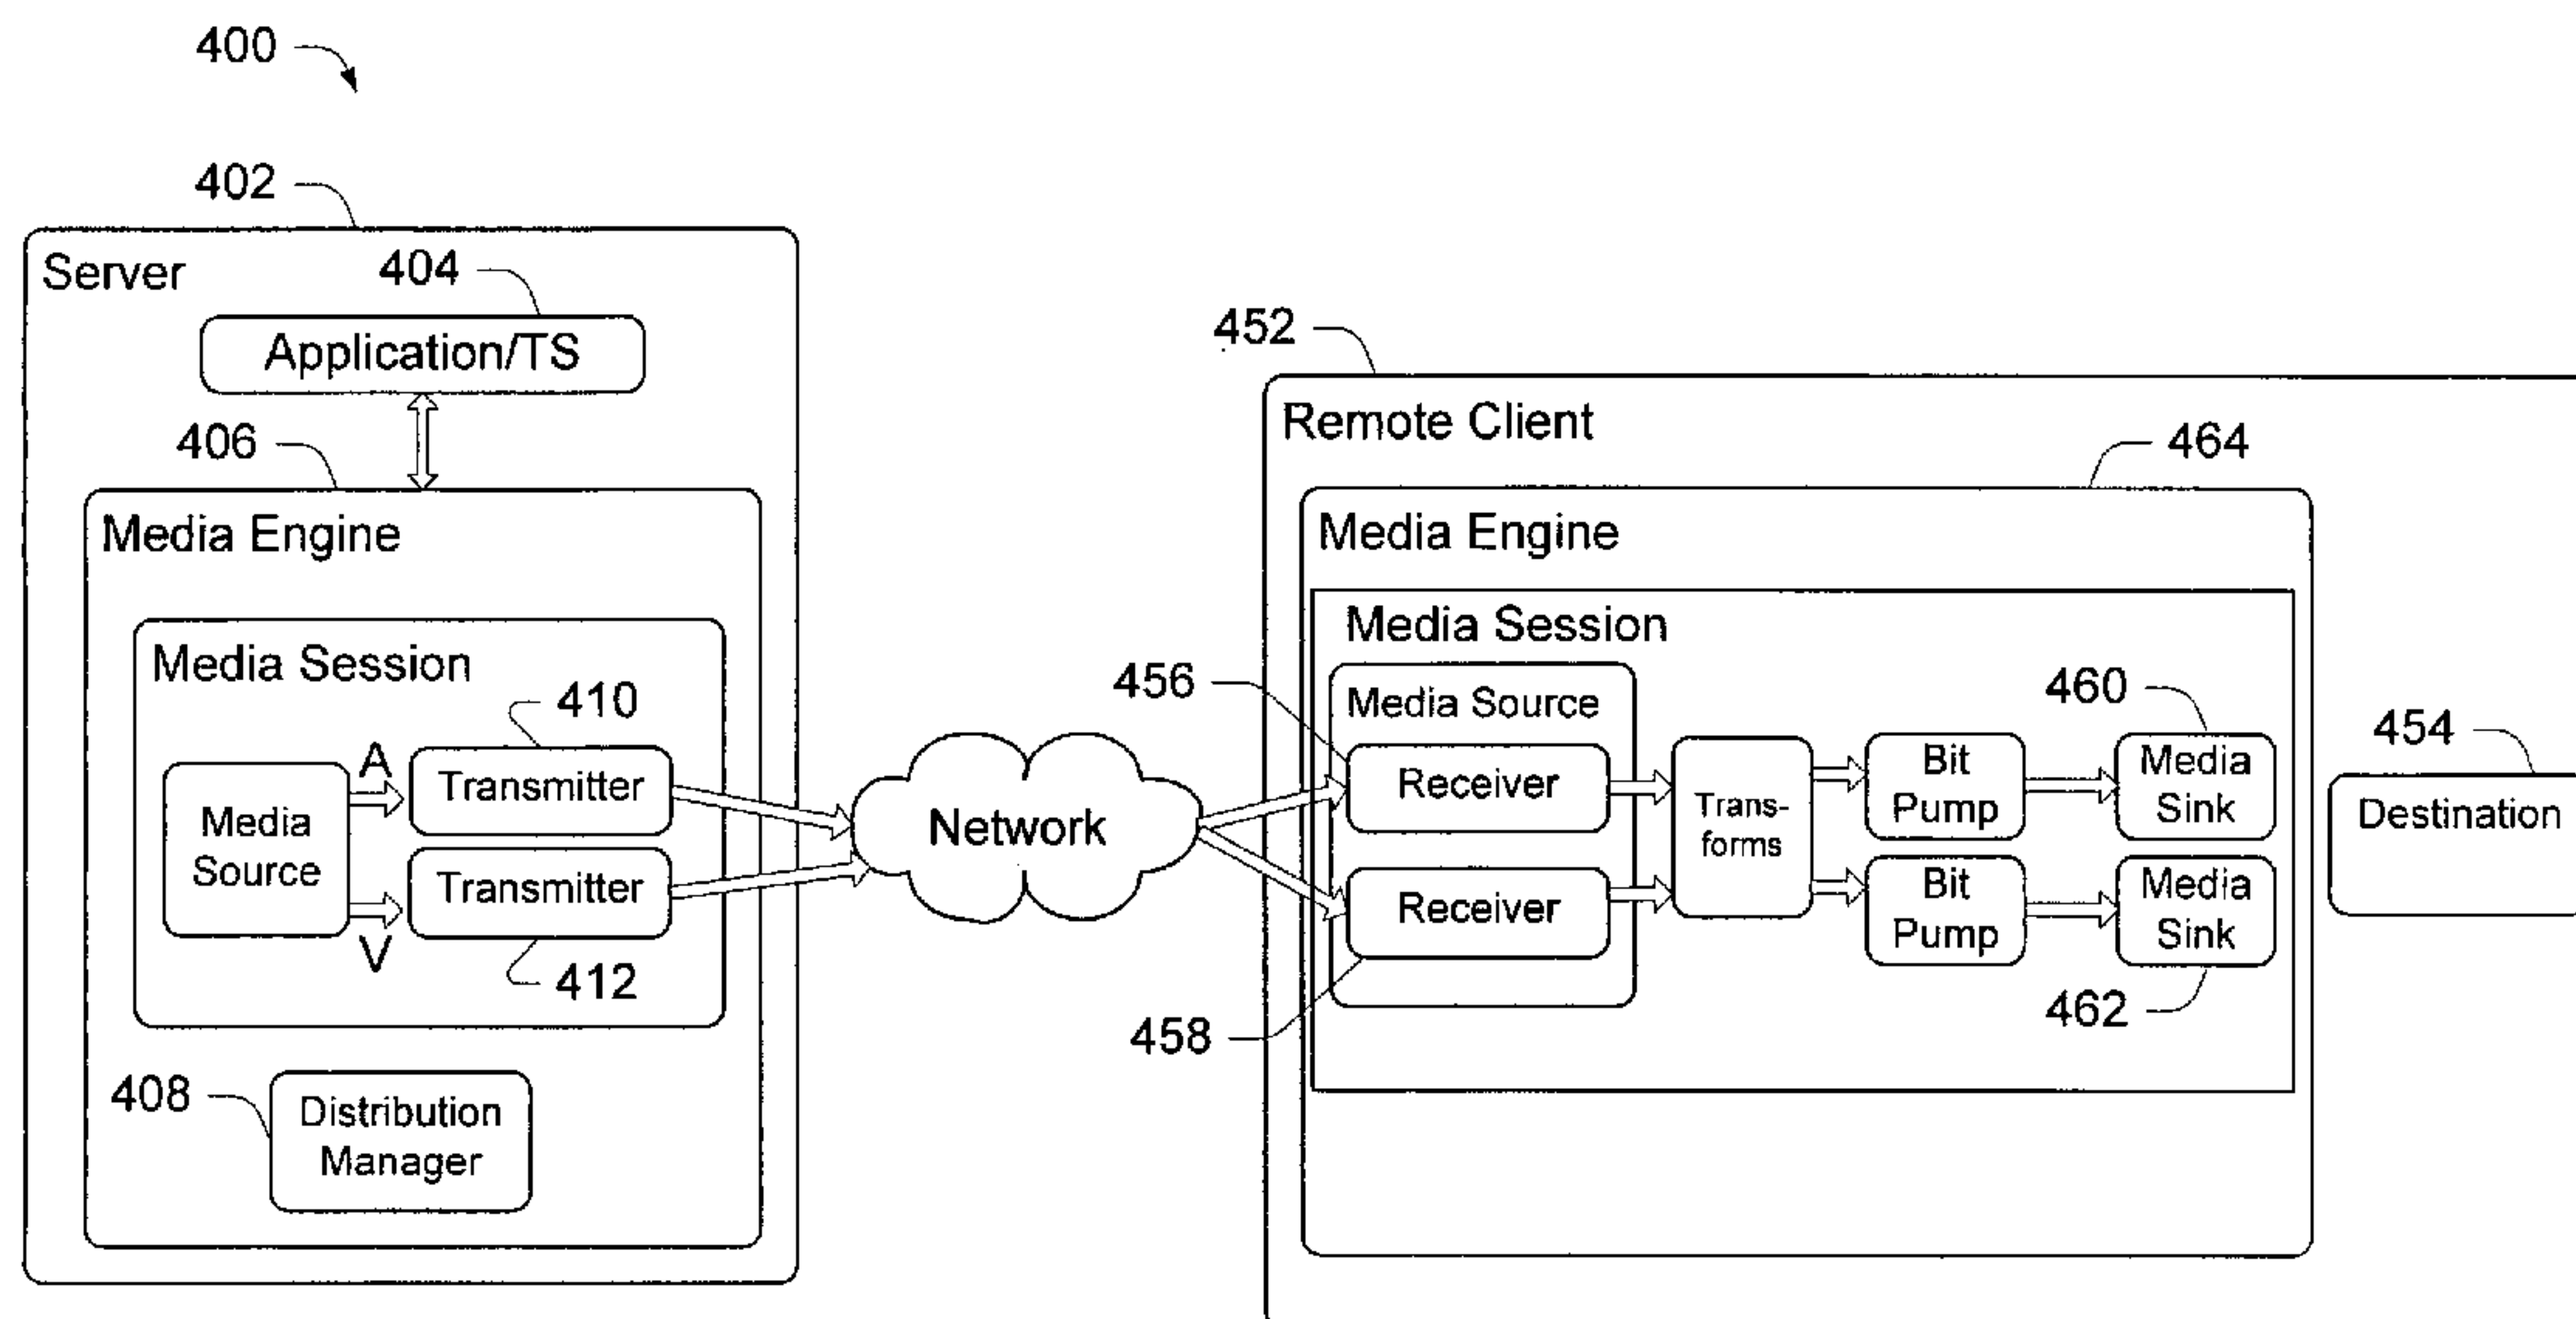 400
402
Server
404
Application/TS
406
Media Engine
Media Session
410
A
Transmitter
Media
Source
Transmitter
V
412
408
Distribution
Manager
Network
452
Remote Client
464
Media Engine
Media Session
456
Media Source
Receiver
Receiver
458
Trans-
forms
Bit
Pump
Bit
Pump
460
Media
Sink
Media
Sink
462
454
Destination